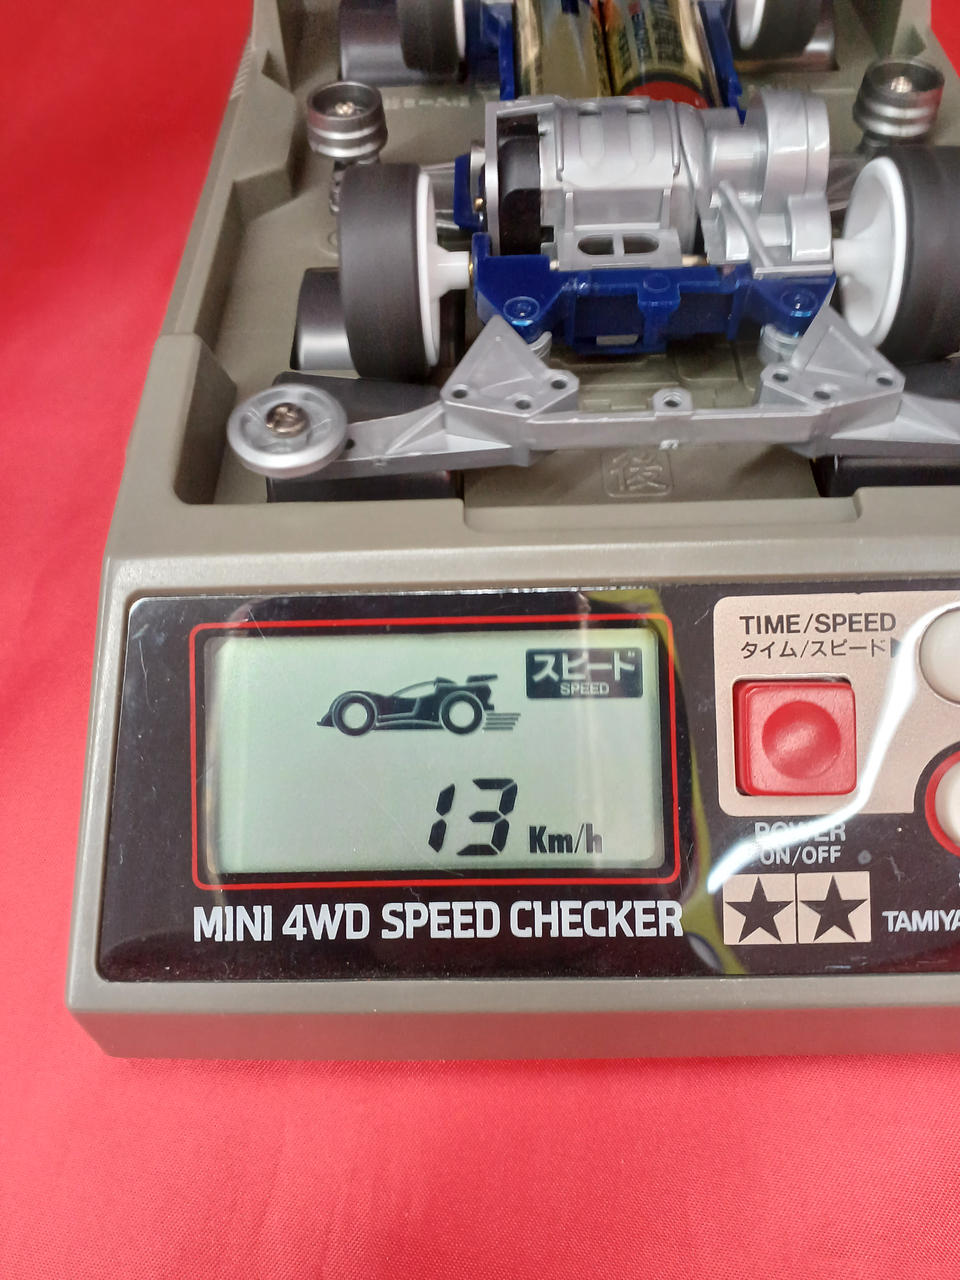 後
スピード
SPEED
13 Km/h
MINI 4WD SPEED CHECKER
TIME/SPEED
タイム/スピード
POWER
ON/OFF
TAMIYA